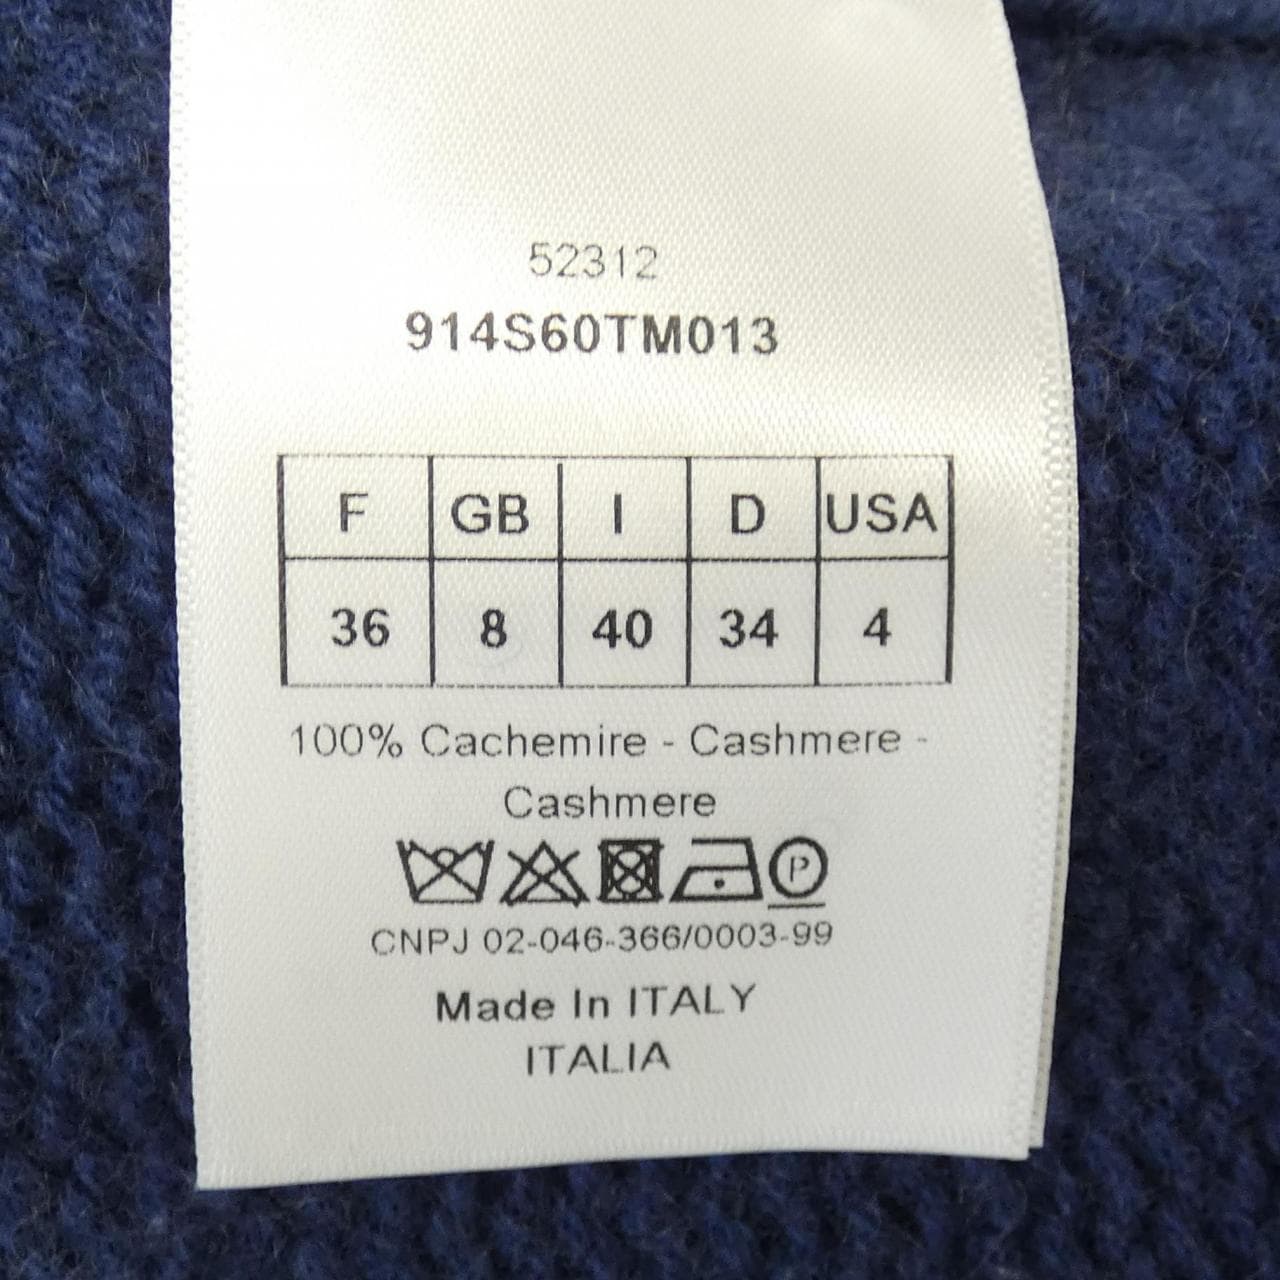 52312
914S60TM013
F GB I D USA
36 8 40 34 4
100% Cachemire - Cashmere -
Cashmere
P
CNPJ 02-046-366/0003-99
Made In ITALY
ITALIA